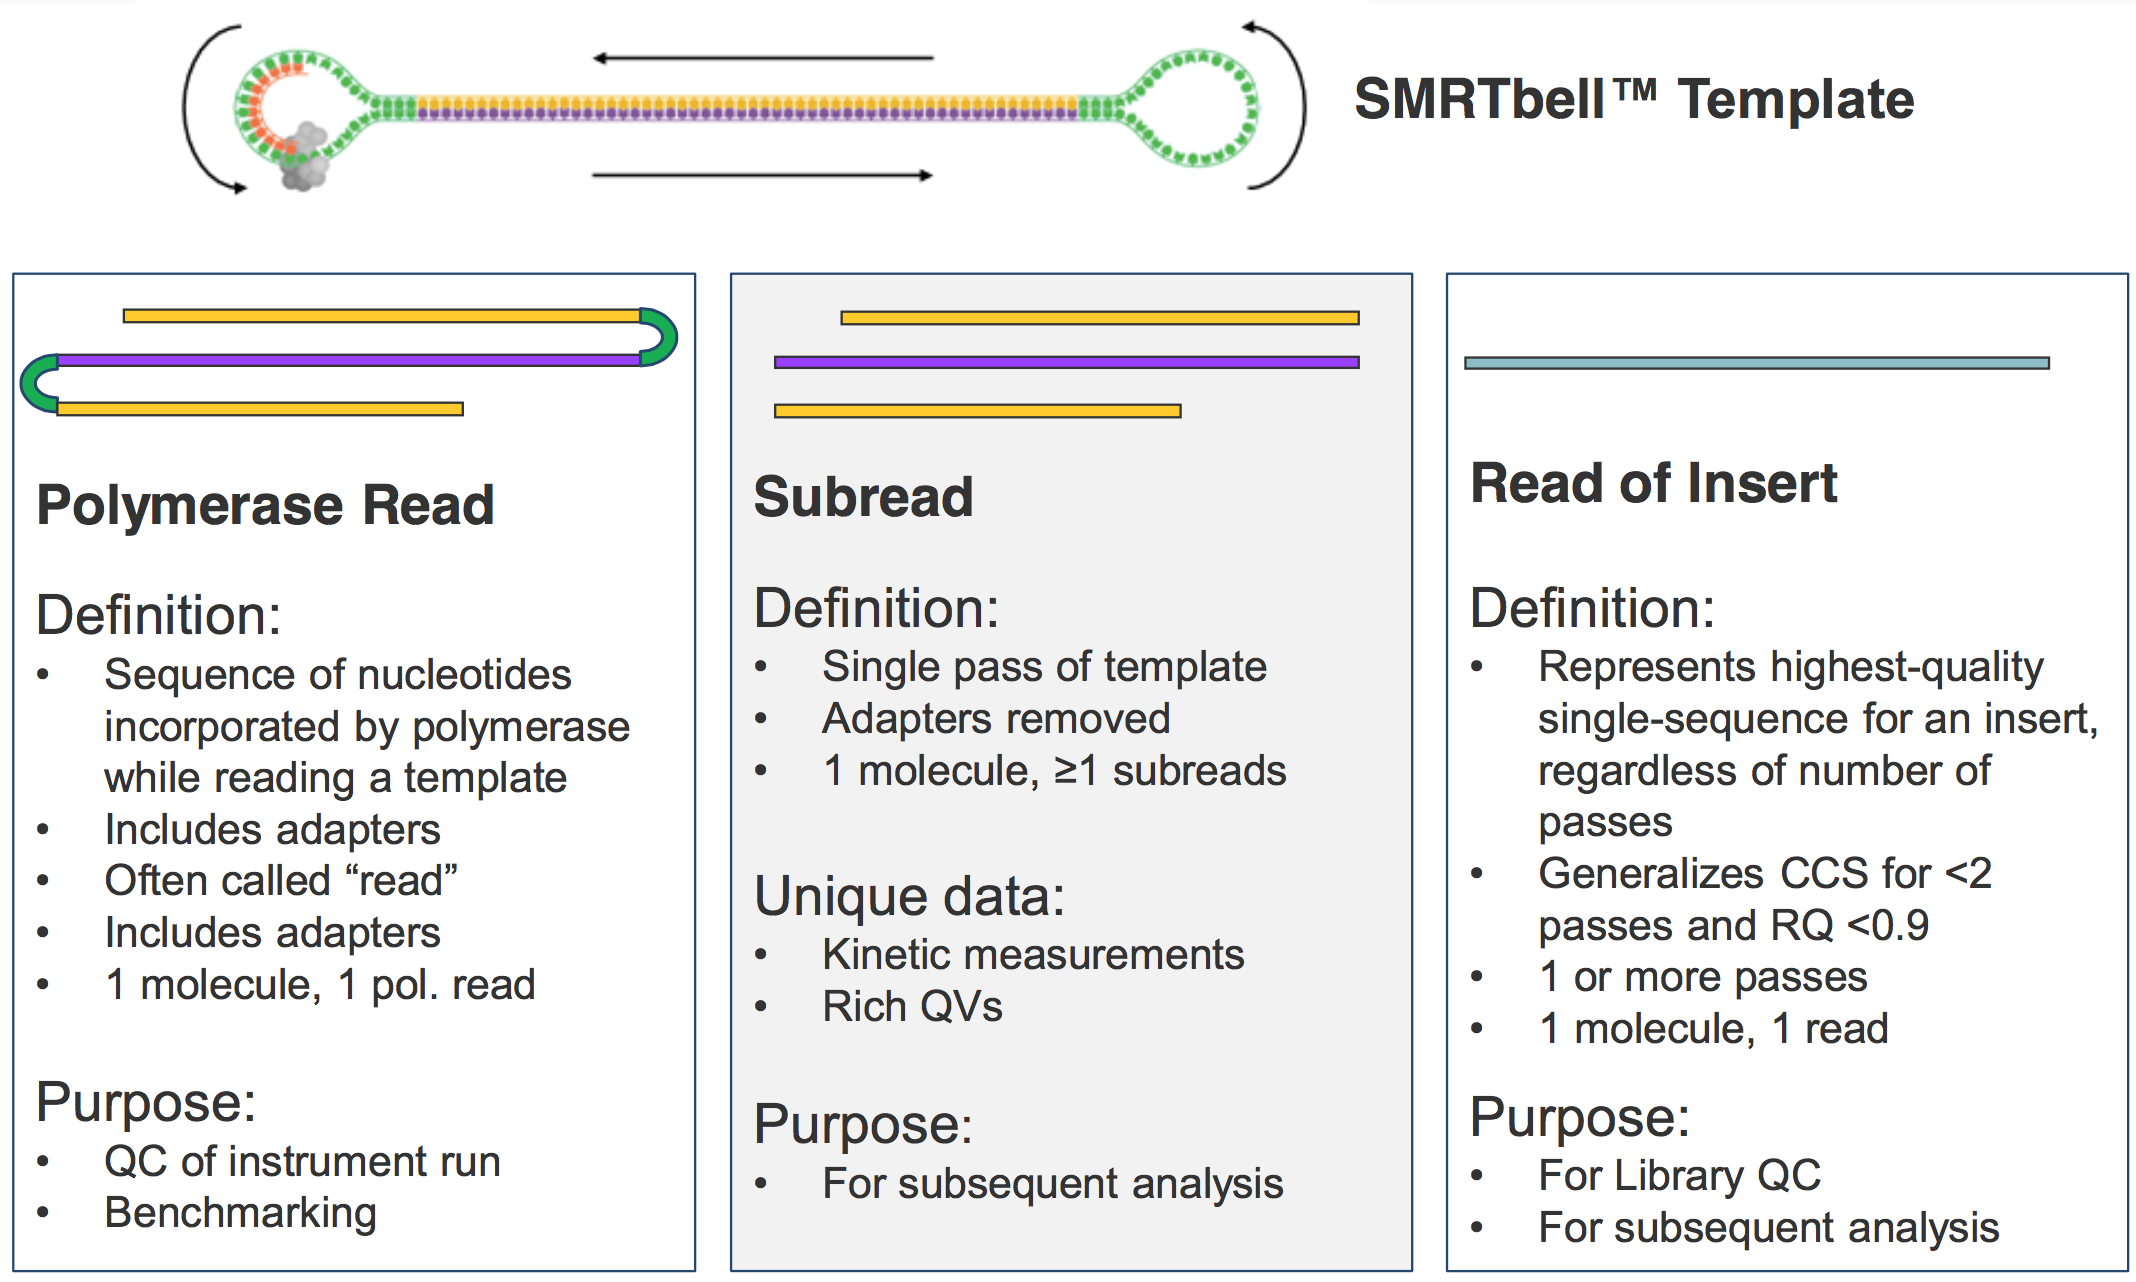 SMRTbell™ Template
Polymerase Read
Definition:
• Sequence of nucleotides
incorporated by polymerase
while reading a template
• Includes adapters
• Often called “read”
• Includes adapters
• 1 molecule, 1 pol. read
Purpose:
• QC of instrument run
• Benchmarking
Subread
Definition:
• Single pass of template
• Adapters removed
• 1 molecule, ≥1 subreads
Unique data:
• Kinetic measurements
• Rich QVs
Purpose:
• For subsequent analysis
Read of Insert
Definition:
• Represents highest-quality
single-sequence for an insert,
regardless of number of
passes
• Generalizes CCS for <2
passes and RQ <0.9
• 1 or more passes
• 1 molecule, 1 read
Purpose:
• For Library QC
• For subsequent analysis